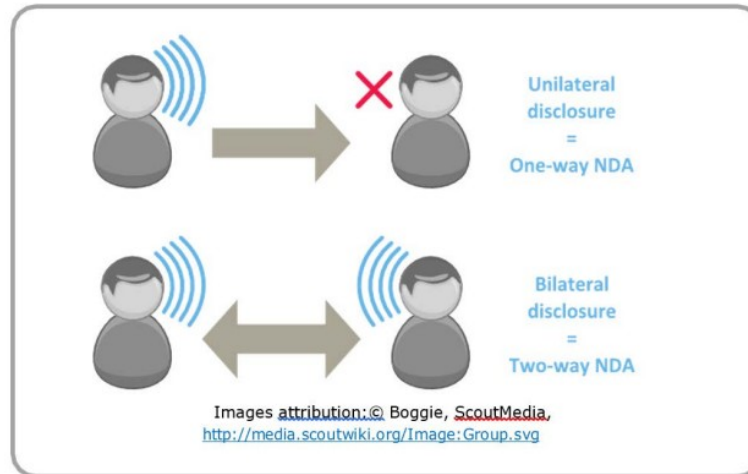 Unilateral
disclosure
=
One-way NDA
Bilateral
disclosure
=
Two-way NDA
Images attribution:© Boggie, ScoutMedia,
http://media.scoutwiki.org/Image:Group.svg